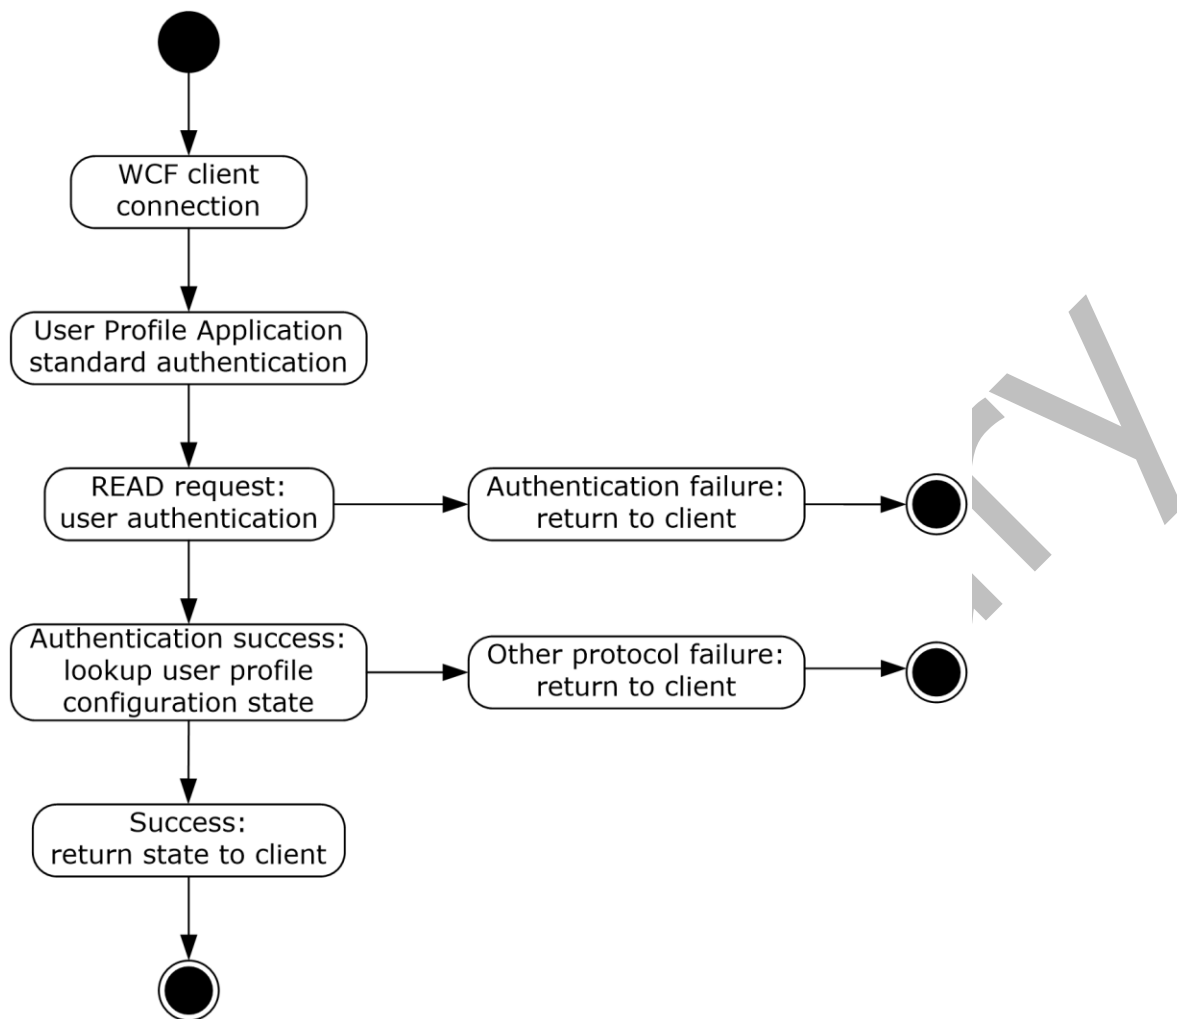 WCF client
connection
User Profile Application
standard authentication
READ request:
user authentication
Authentication failure:
return to client
Authentication success:
lookup user profile
configuration state
Other protocol failure:
return to client
Success:
return state to client